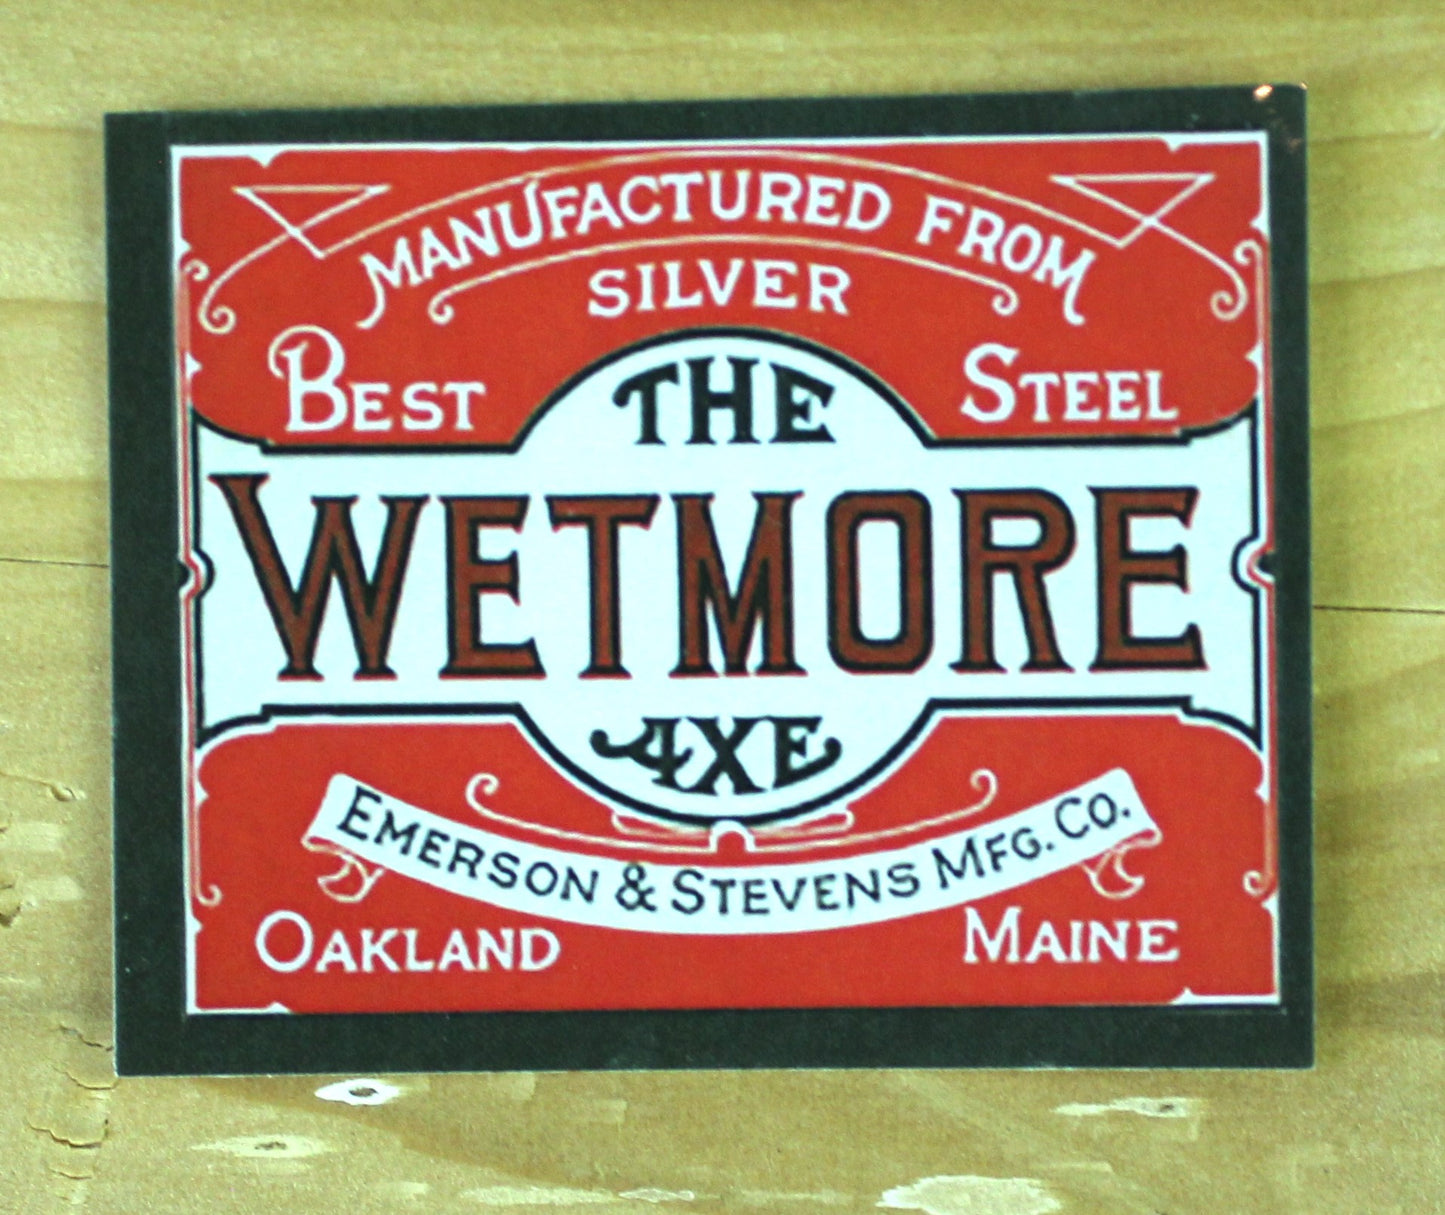 MANUFACTURED FROM
SILVER
BEST STEEL
THE
WETMORE
AXE
EMERSON & STEVENS MFG. CO.
OAKLAND MAINE